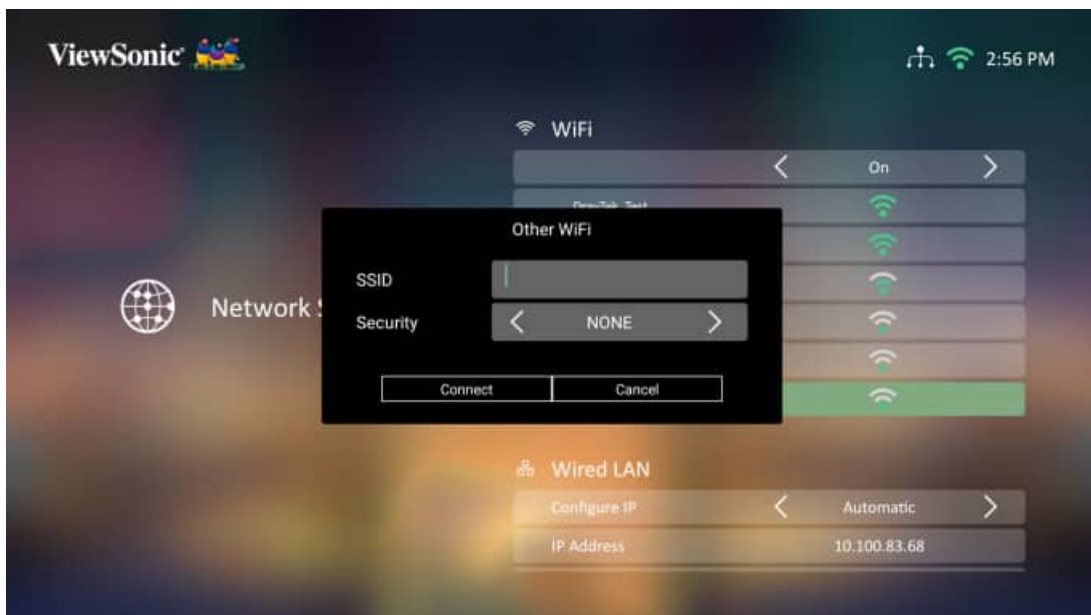 ViewSonic
2:56 PM
WiFi
On
Other WiFi
SSID
Network
Security
NONE
Connect
Cancel
Wired LAN
Configure IP
Automatic
IP Address
10.100.83.68